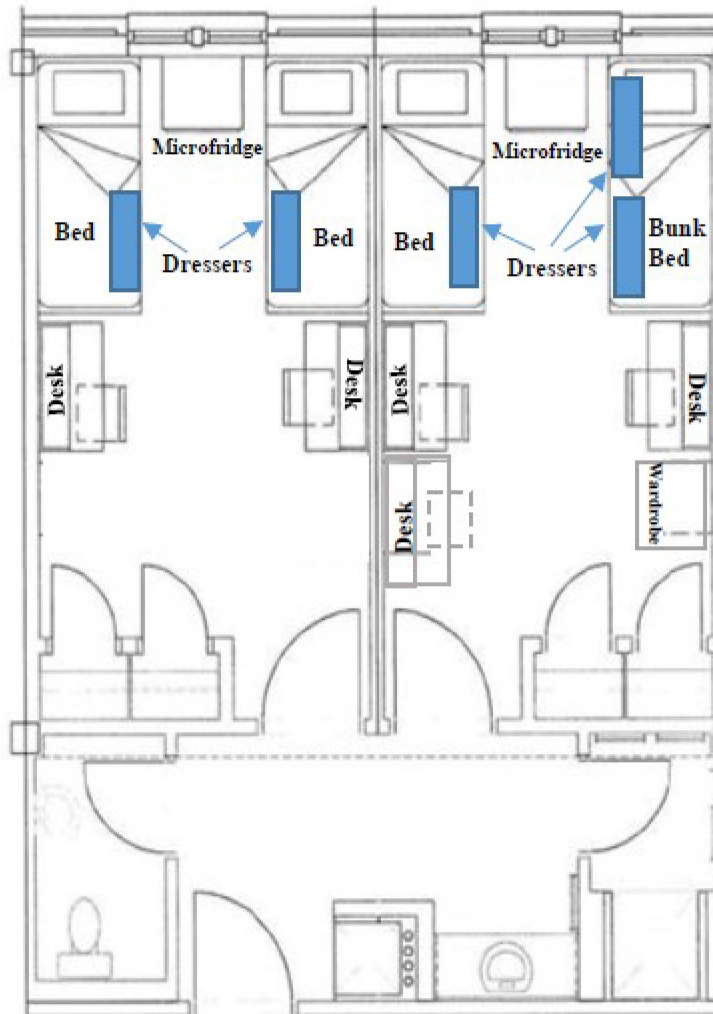 Microfridge
Microfridge
Bed
Bed
Bed
Bunk
Bed
Dressers
Dressers
Desk
Desk
Desk
Desk
Desk
Wardrobe